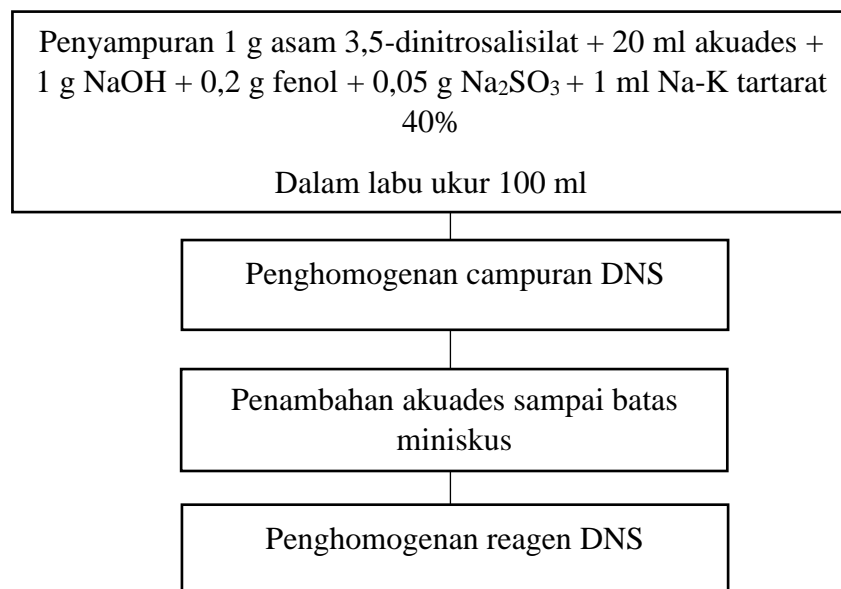 Penyampuran 1 g asam 3,5-dinitrosalisilat + 20 ml akuades +
1 g NaOH + 0,2 g fenol + 0,05 g Na₂SO₃ + 1 ml Na-K tartarat
40%
Dalam labu ukur 100 ml
Penghomogenan campuran DNS
Penambahan akuades sampai batas
miniskus
Penghomogenan reagen DNS